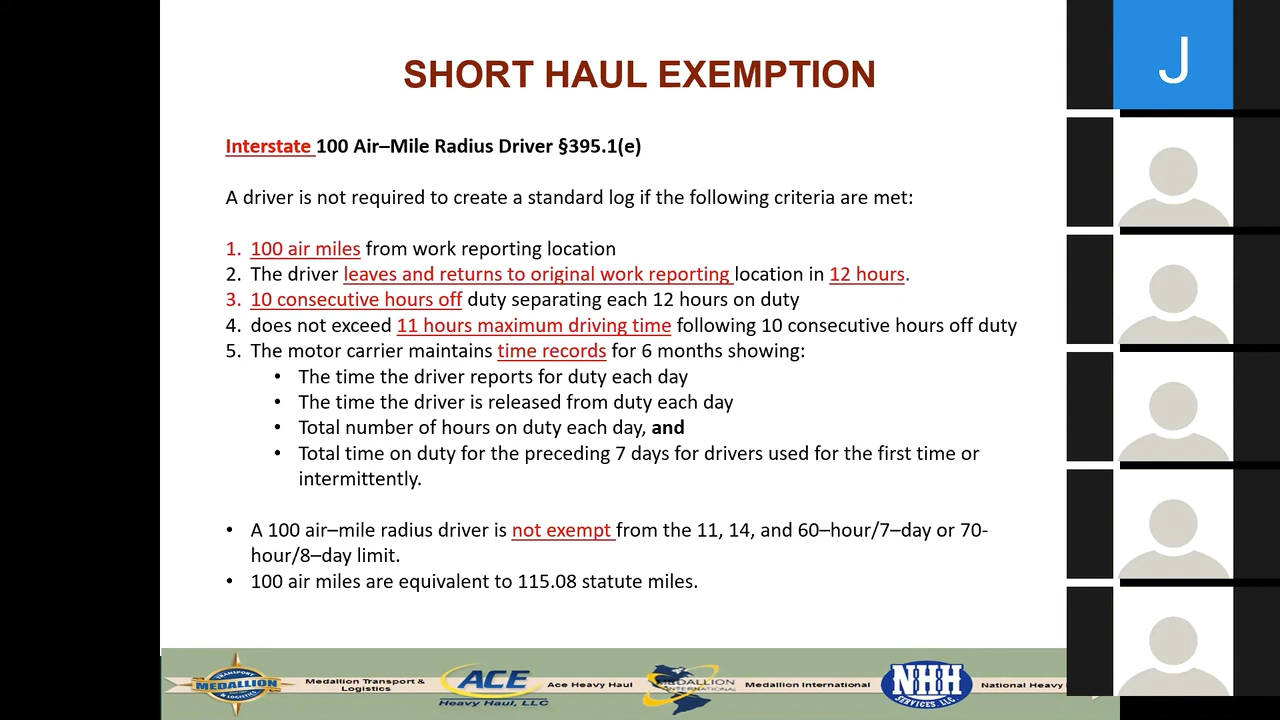 SHORT HAUL EXEMPTION
J
Interstate 100 Air–Mile Radius Driver §395.1(e)
A driver is not required to create a standard log if the following criteria are met:
1. 100 air miles from work reporting location
2. The driver leaves and returns to original work reporting location in 12 hours.
3. 10 consecutive hours off duty separating each 12 hours on duty
4. does not exceed 11 hours maximum driving time following 10 consecutive hours off duty
5. The motor carrier maintains time records for 6 months showing:
• The time the driver reports for duty each day
• The time the driver is released from duty each day
• Total number of hours on duty each day, and
• Total time on duty for the preceding 7 days for drivers used for the first time or
intermittently.
• A 100 air–mile radius driver is not exempt from the 11, 14, and 60–hour/7–day or 70-
hour/8–day limit.
• 100 air miles are equivalent to 115.08 statute miles.
TRANSPORT
MEDALLION
& LOGISTICS
Medallion Transport &
Logistics
ACE
Heavy Haul, LLC
Ace Heavy Haul
MEDALLION
INTERNATIONAL
Medallion International
NHH
SERVICES, LLC
National Heavy